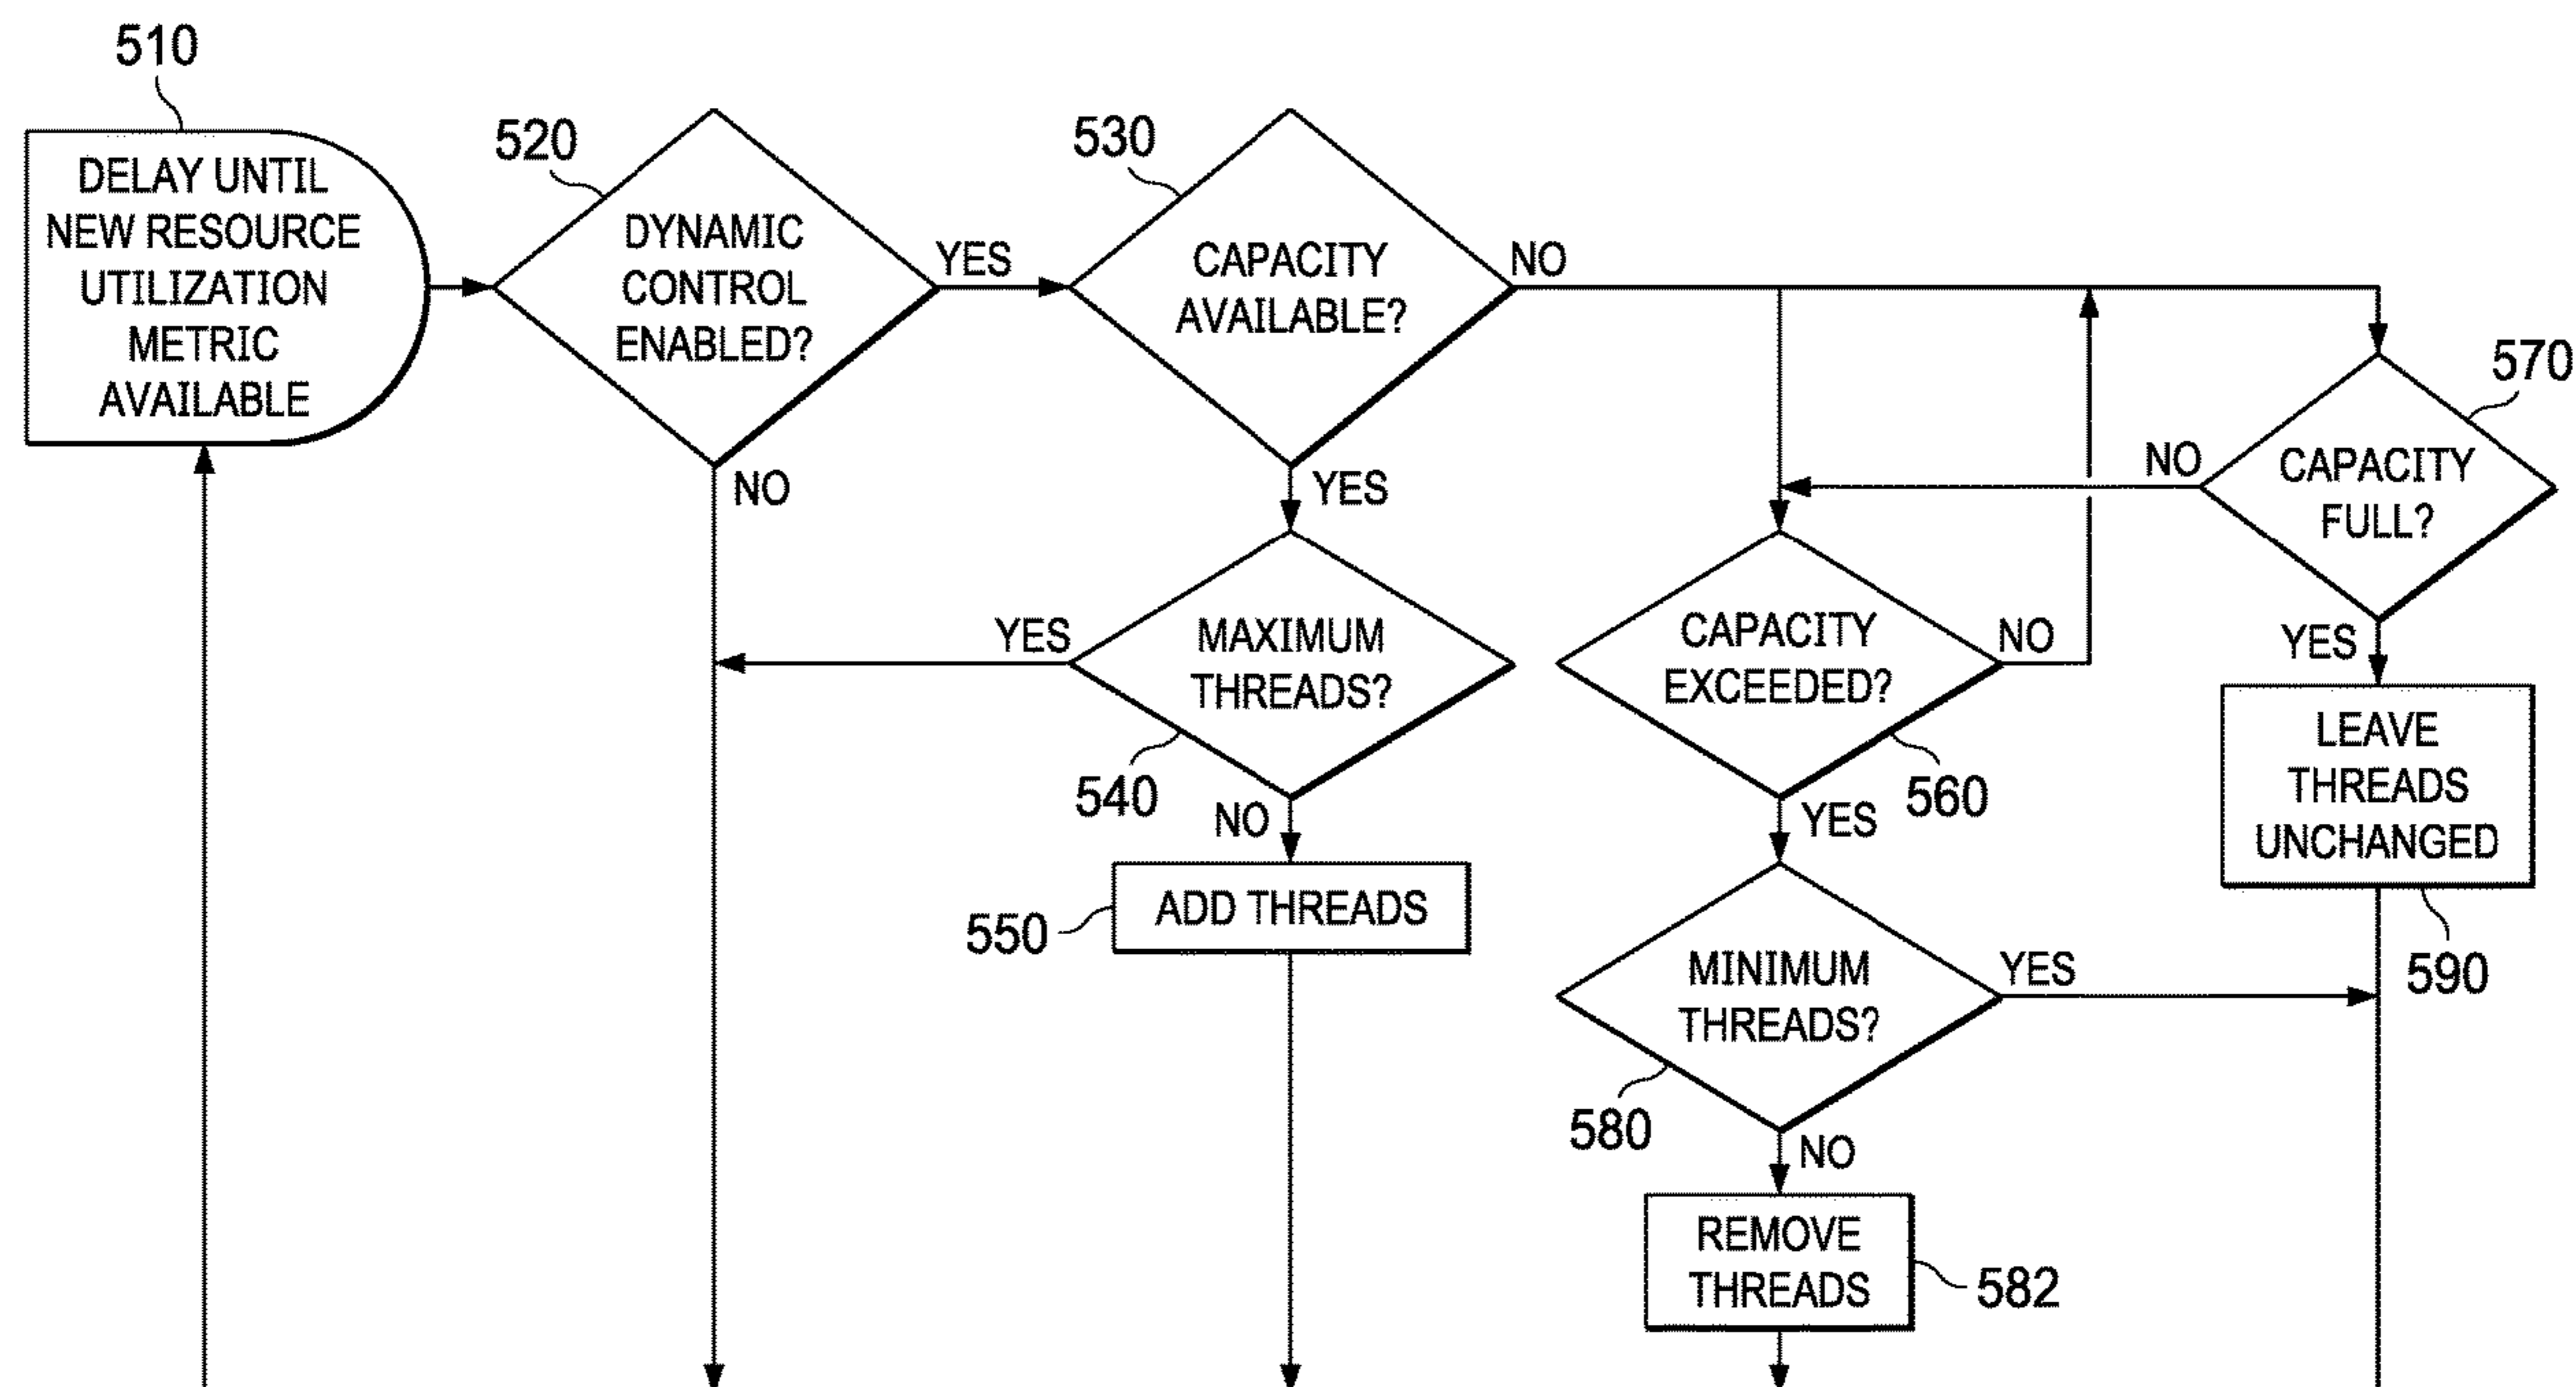 510
DELAY UNTIL
NEW RESOURCE
UTILIZATION
METRIC
AVAILABLE
520
DYNAMIC
CONTROL
ENABLED?
YES
NO
530
CAPACITY
AVAILABLE?
NO
YES
MAXIMUM
THREADS?
YES
540
NO
ADD THREADS
550
570
CAPACITY
FULL?
NO
YES
CAPACITY
EXCEEDED?
NO
560
YES
LEAVE
THREADS
UNCHANGED
590
MINIMUM
THREADS?
YES
580
NO
REMOVE
THREADS
582